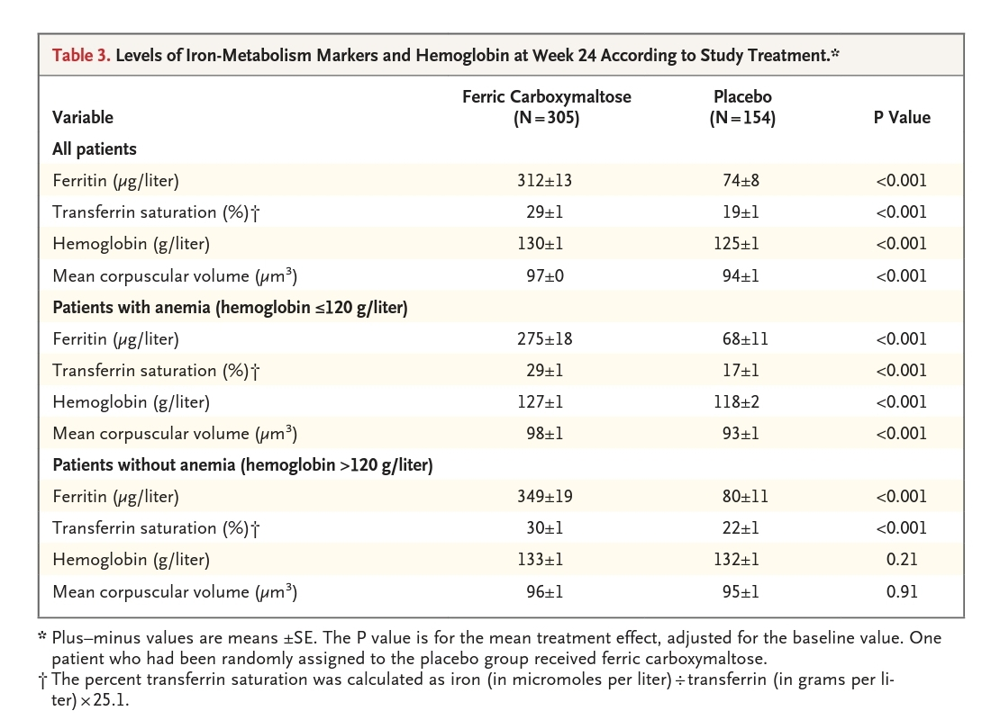 Table 3. Levels of Iron-Metabolism Markers and Hemoglobin at Week 24 According to Study Treatment.*
Variable Ferric Carboxymaltose (N=305) Placebo (N=154) P Value
All patients
Ferritin (µg/liter) 312±13 74±8 <0.001
Transferrin saturation (%)† 29±1 19±1 <0.001
Hemoglobin (g/liter) 130±1 125±1 <0.001
Mean corpuscular volume (µm³) 97±0 94±1 <0.001
Patients with anemia (hemoglobin ≤120 g/liter)
Ferritin (µg/liter) 275±18 68±11 <0.001
Transferrin saturation (%)† 29±1 17±1 <0.001
Hemoglobin (g/liter) 127±1 118±2 <0.001
Mean corpuscular volume (µm³) 98±1 93±1 <0.001
Patients without anemia (hemoglobin >120 g/liter)
Ferritin (µg/liter) 349±19 80±11 <0.001
Transferrin saturation (%)† 30±1 22±1 <0.001
Hemoglobin (g/liter) 133±1 132±1 0.21
Mean corpuscular volume (µm³) 96±1 95±1 0.91
* Plus–minus values are means ±SE. The P value is for the mean treatment effect, adjusted for the baseline value. One
patient who had been randomly assigned to the placebo group received ferric carboxymaltose.
† The percent transferrin saturation was calculated as iron (in micromoles per liter)÷transferrin (in grams per li-
ter)×25.1.